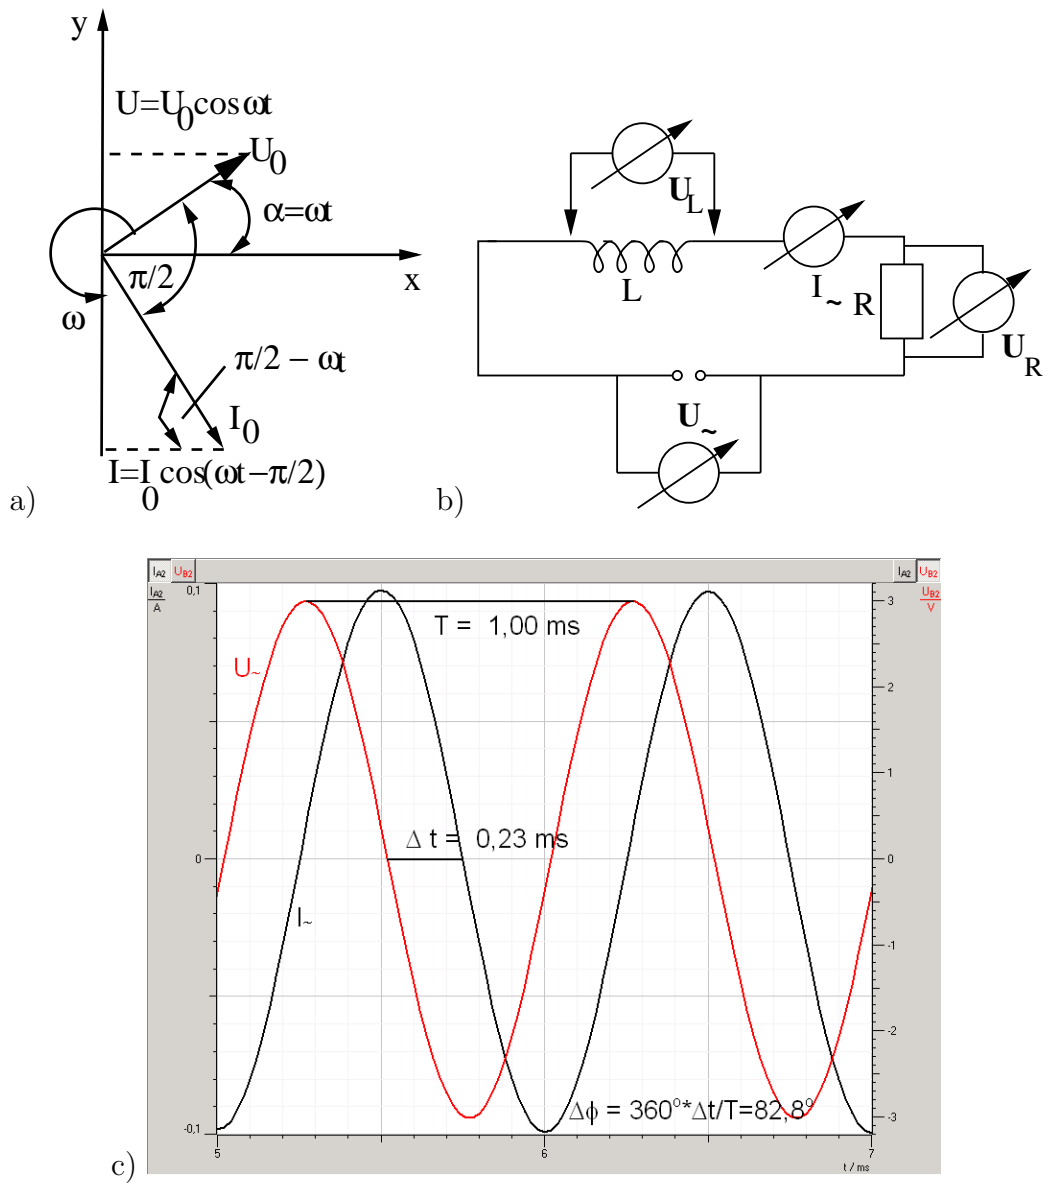 y
U=U0cosωt
U0
α=ωt
x
π/2
ω
π/2 − ωt
I0
I=I0 cos(ωt−π/2)
a)
UL
L
I~
R
UR
U~
b)
IA2 UB2
IA2 UB2
IA2
A
UB2
V
0,1
0
-0,1
3
2
1
0
-1
-2
-3
T = 1,00 ms
U~
Δ t = 0,23 ms
I~
Δϕ = 360°*Δt/T=82,8°
5
6
7
t / ms
c)